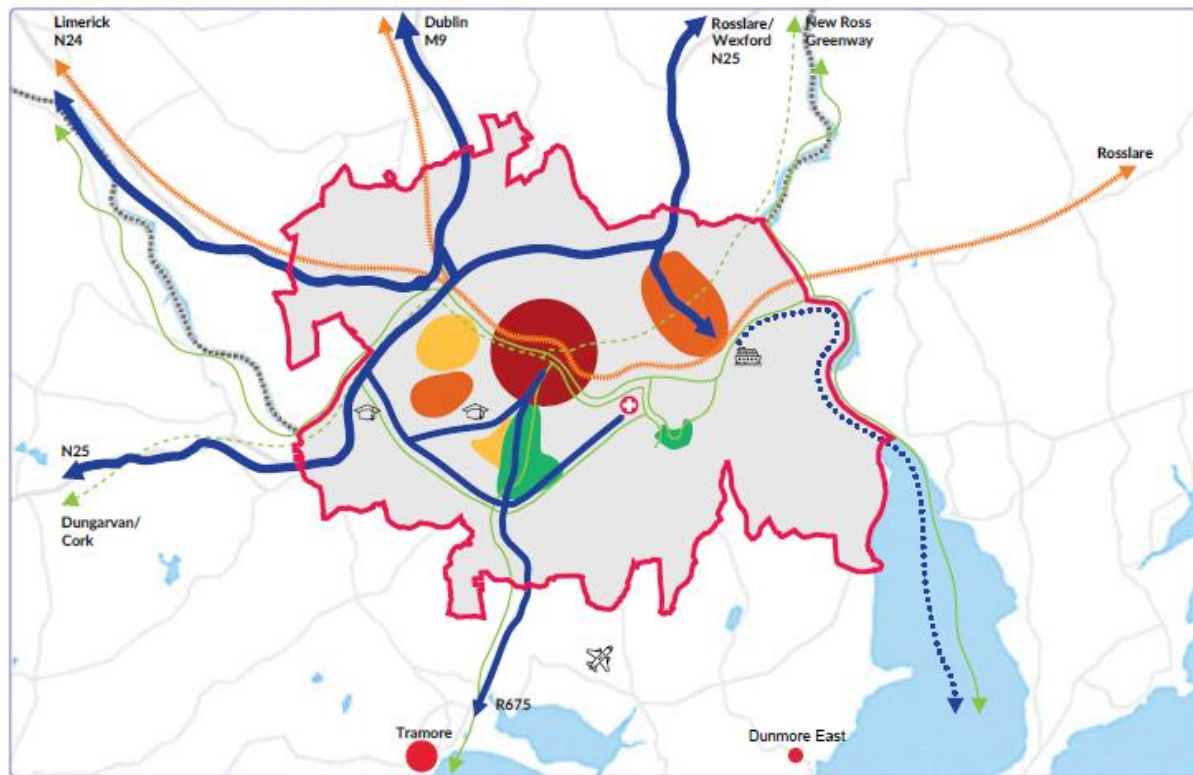 Limerick
N24
Dublin
M9
Rosslare/
Wexford
N25
New Ross
Greenway
Rosslare
N25
Dungarvan/
Cork
R675
Tramore
Dunmore East